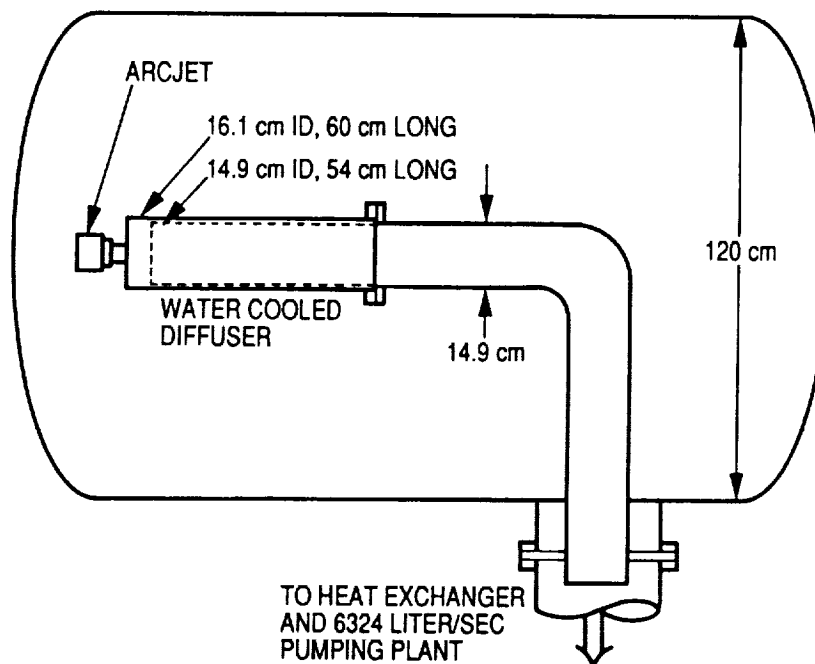 ARCJET
16.1 cm ID, 60 cm LONG
14.9 cm ID, 54 cm LONG
120 cm
WATER COOLED
DIFFUSER
14.9 cm
TO HEAT EXCHANGER
AND 6324 LITER/SEC
PUMPING PLANT